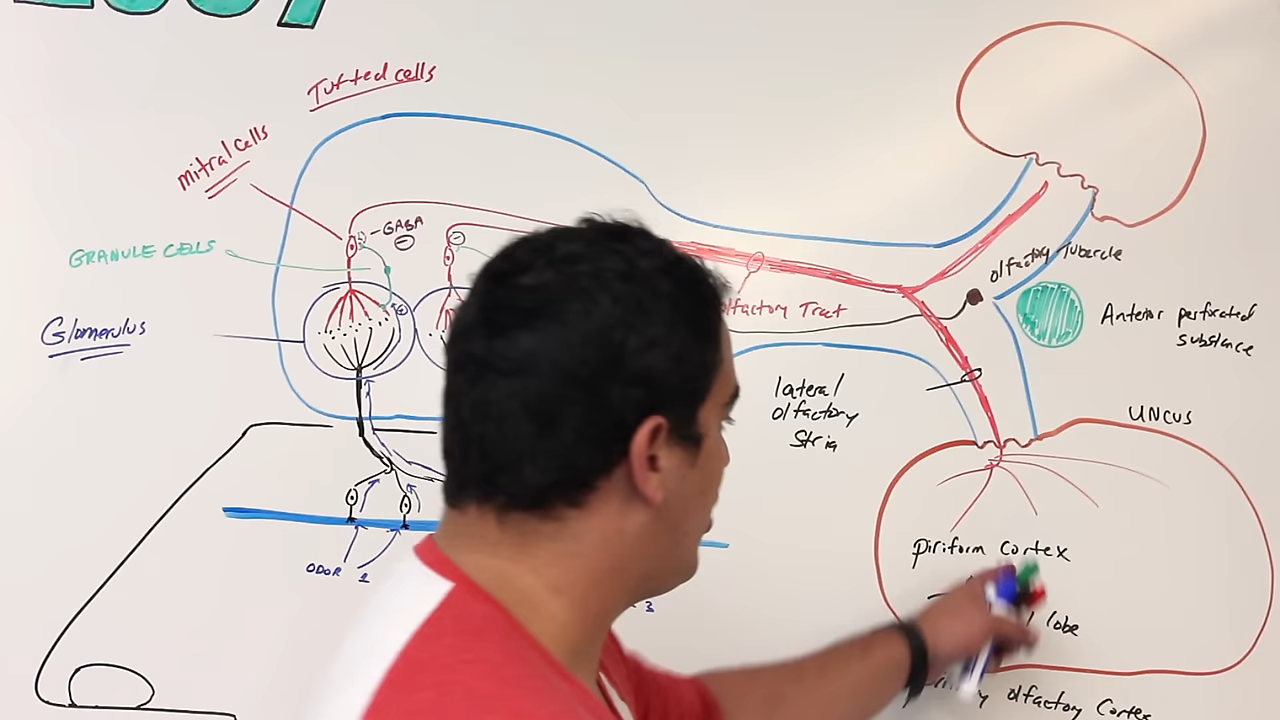 Tufted cells
mitral cells
GABA
GRANULE CELLS
Glomerulus
olfactory Tubercle
olfactory Tract
Anterior perforated
substance
lateral
olfactory
Stria
UNCUS
piriform cortex
lobe
ODOR 1
3
olfactory Cortex